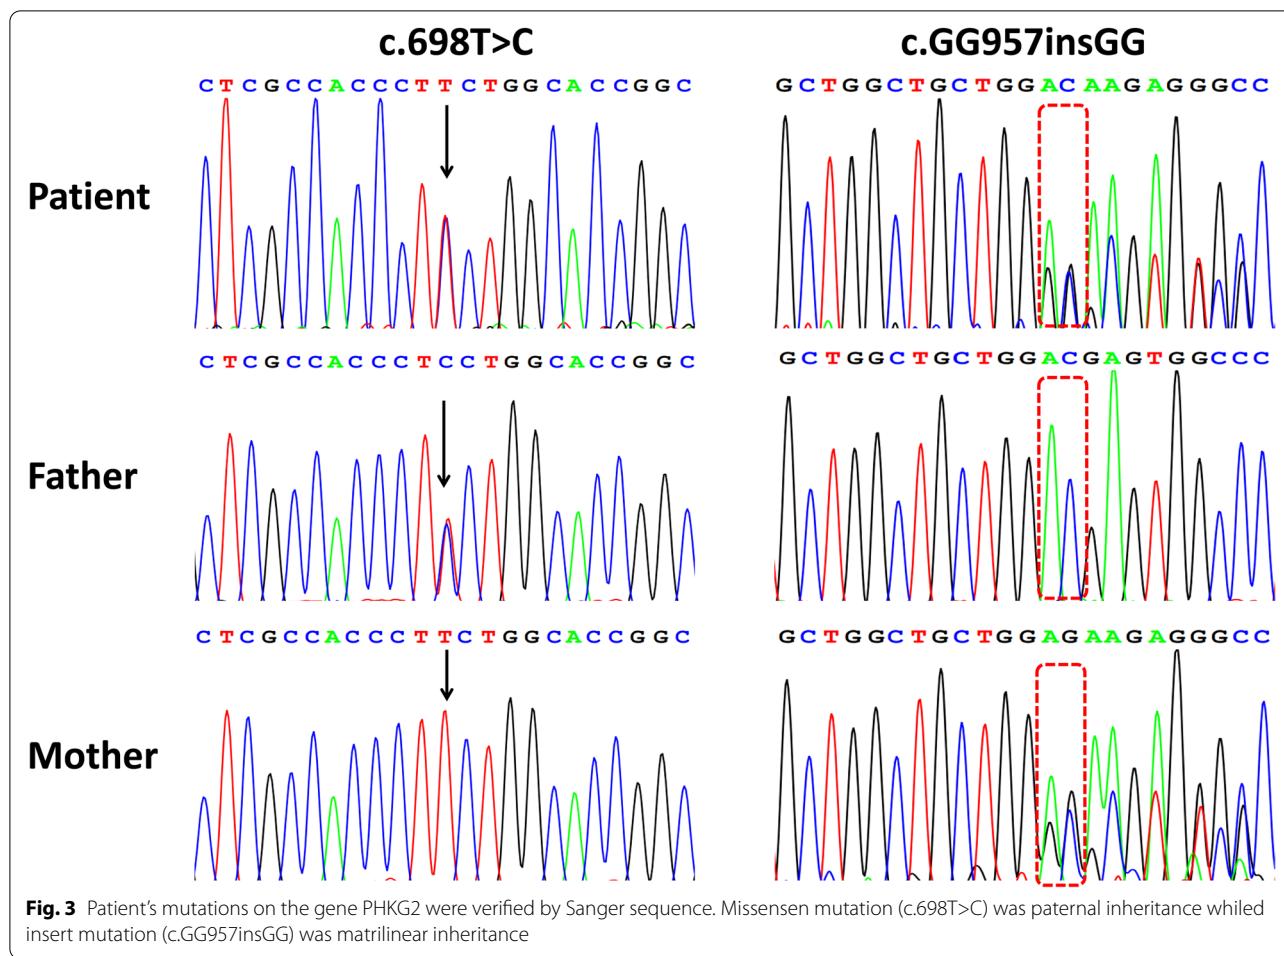 c.698T>C c.GG957insGG
CTCGCCACCCTTCTGGCACCGGC GCTGGCTGCTGGACAAGAGGGCC
Patient
CTCGCCACCCTCCTGGCACCGGC GCTGGCTGCTGGACGAGTGGCCC
Father
CTCGCCACCCTTCTGGCACCGGC GCTGGCTGCTGGAGAAGAGGGCC
Mother
Fig. 3 Patient's mutations on the gene PHKG2 were verified by Sanger sequence. Missensen mutation (c.698T>C) was paternal inheritance whiled
insert mutation (c.GG957insGG) was matrilinear inheritance